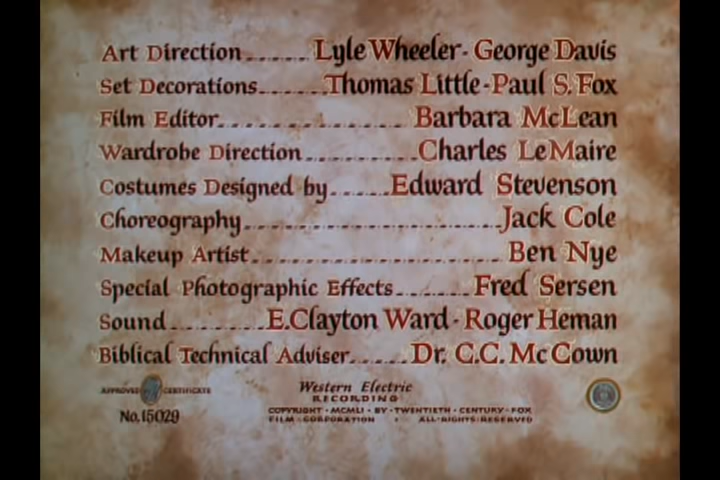 Art Direction...... Lyle Wheeler - George Davis
Set Decorations.......Thomas Little - Paul S. Fox
Film Editor.................. Barbara McLean
Wardrobe Direction..........Charles LeMaire
Costumes Designed by......Edward Stevenson
Choreography.........................Jack Cole
Makeup Artist........................ Ben Nye
Special Photographic Effects........ Fred Sersen
Sound.........E. Clayton Ward - Roger Heman
Biblical Technical Adviser......Dr. C.C. McCown
APPROVED CERTIFICATE
No. 15029
Western Electric
RECORDING
COPYRIGHT · MCMLI · BY · TWENTIETH · CENTURY - FOX
FILM · CORPORATION · ALL · RIGHTS · RESERVED